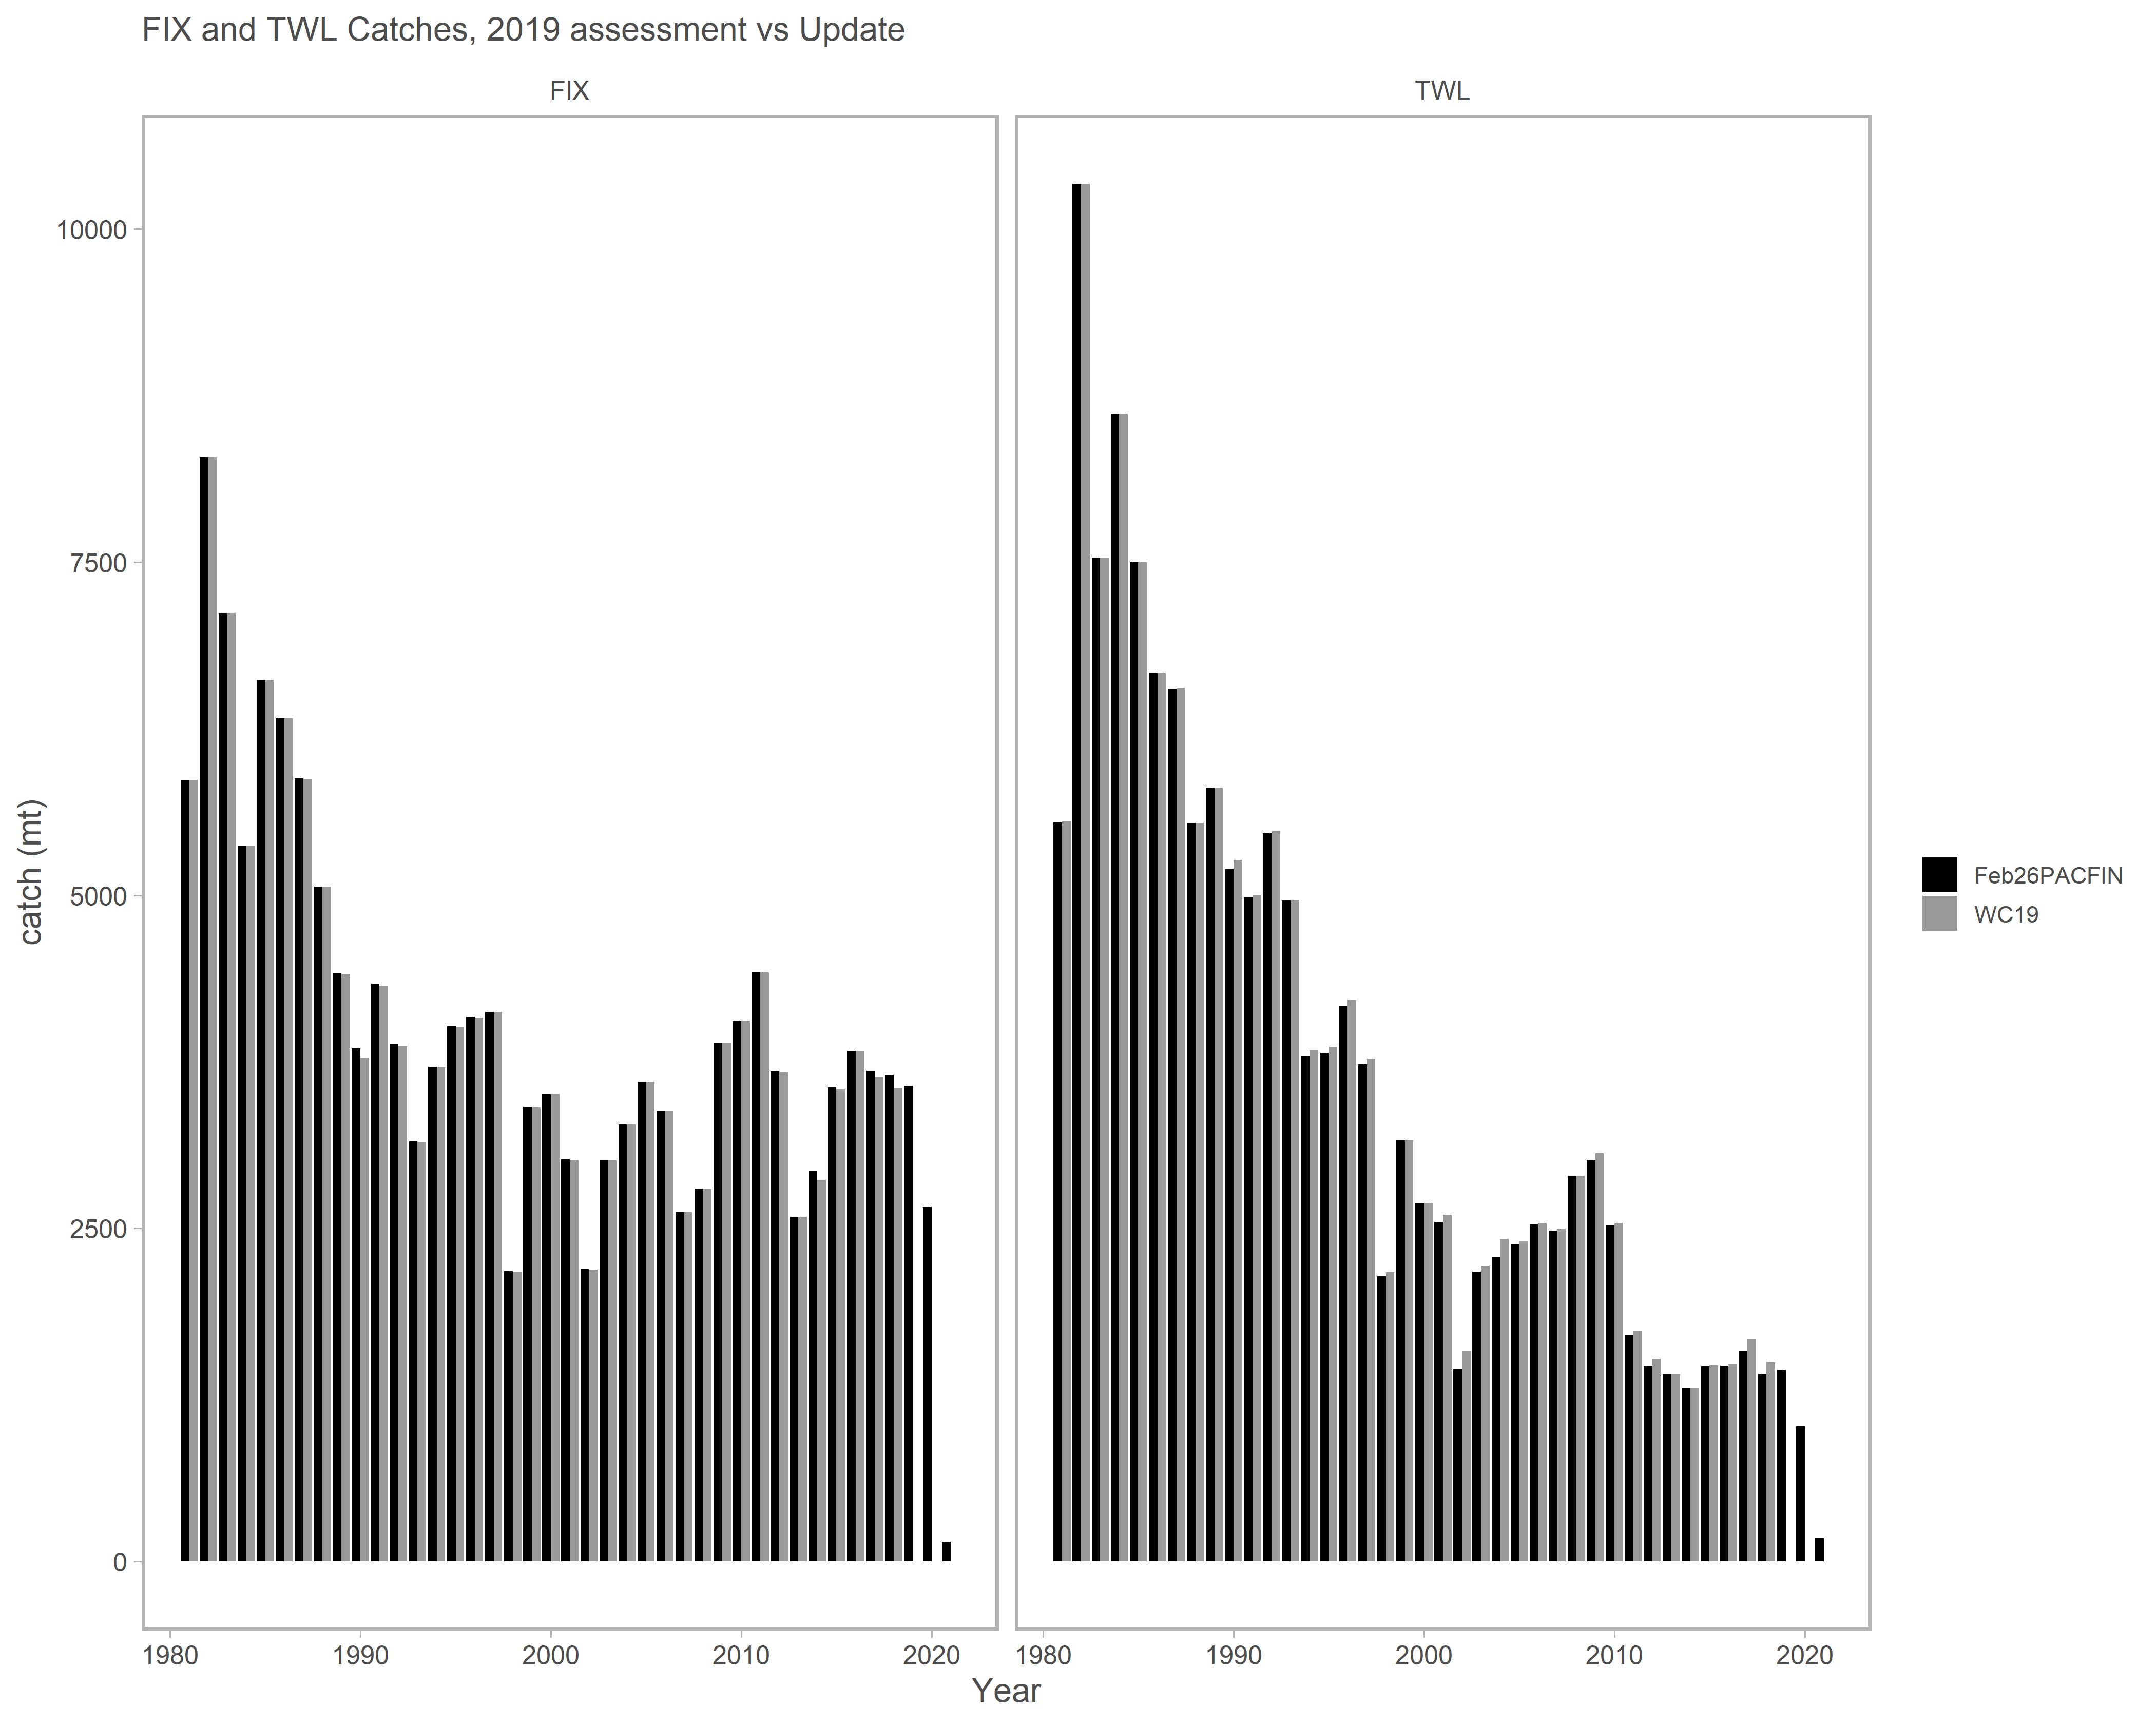 FIX and TWL Catches, 2019 assessment vs Update
FIX
TWL
10000
7500
5000
2500
0
catch (mt)
1980 1990 2000 2010 2020
1980 1990 2000 2010 2020
Year
Feb26PACFIN
WC19